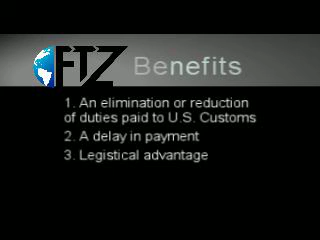 FTZ Benefits
1. An elimination or reduction
of duties paid to U.S. Customs
2. A delay in payment
3. Legistical advantage